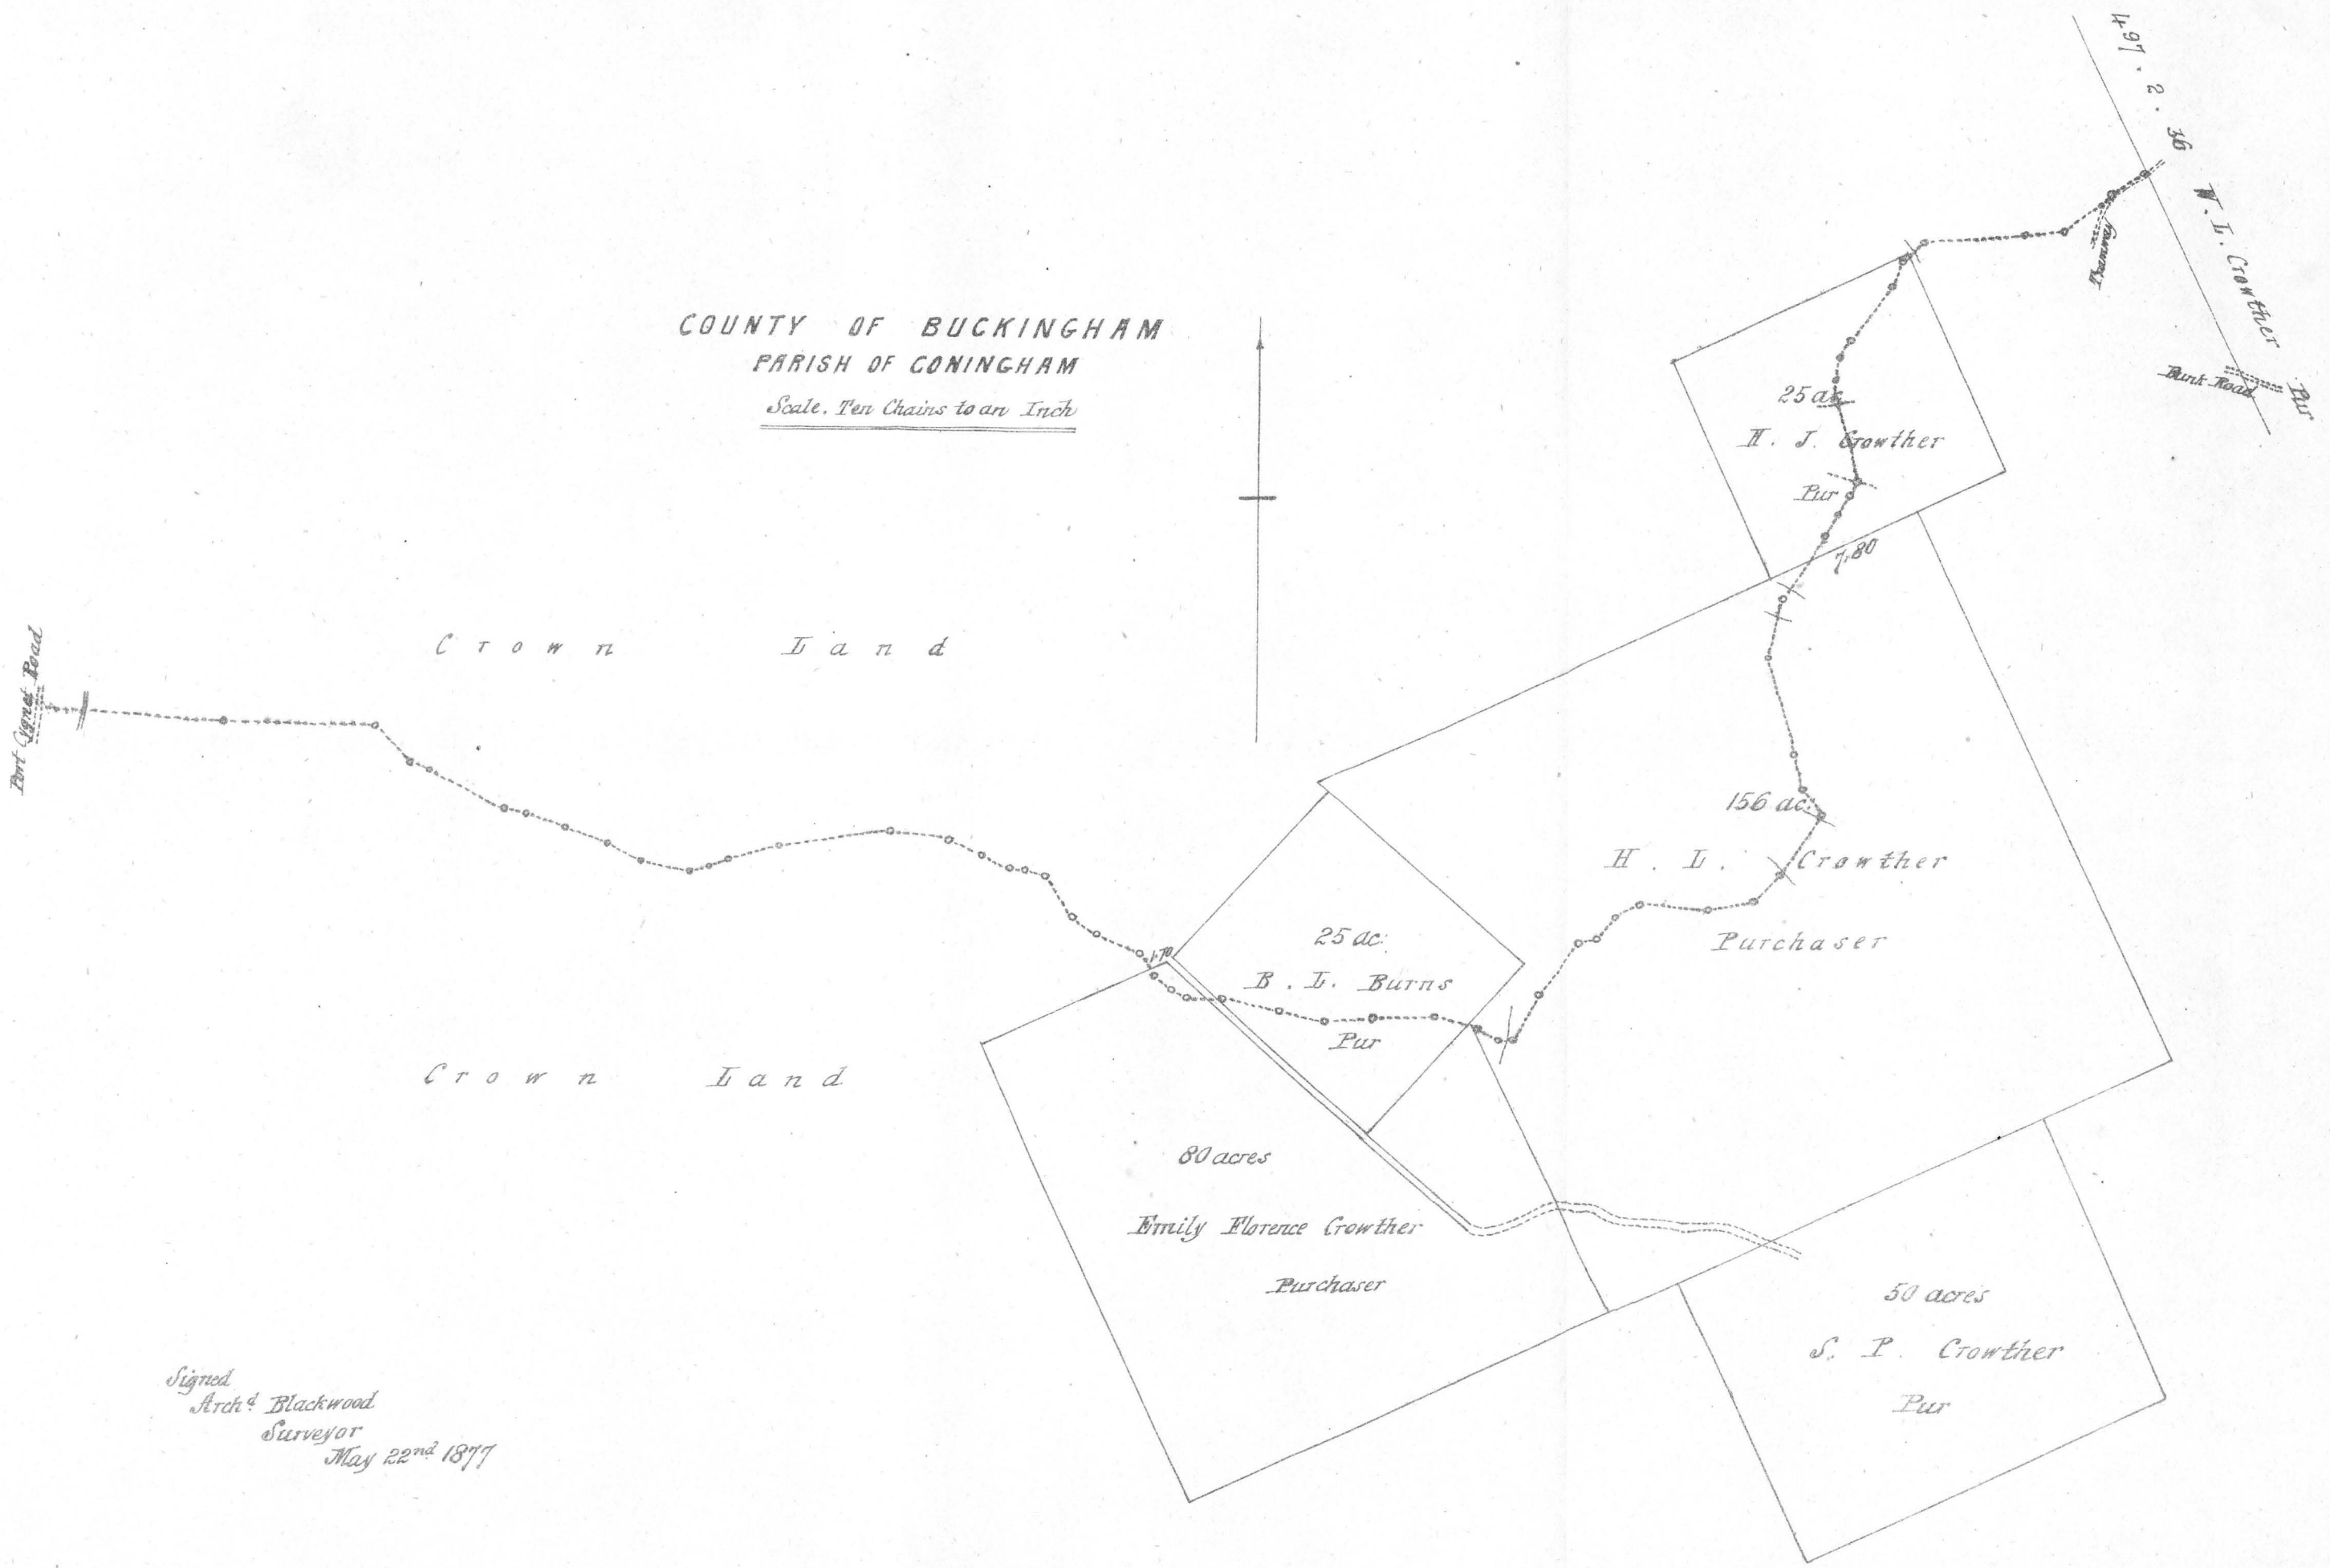 COUNTY OF BUCKINGHAM
PARISH OF CONINGHAM
Scale. Ten Chains to an Inch
497 . 2 . 36
W. L. Crowther
Pur
Tramway
Bunk Road
25 ac
H. J. Crowther
Pur
7.80
Crown Land
Port Cygnet Road
156 ac.
H. L. Crowther
Purchaser
1.70
25 ac.
B. L. Burns
Pur
Crown Land
80 acres
Emily Florence Crowther
Purchaser
50 acres
S. P. Crowther
Pur
Signed
Archd Blackwood
Surveyor
May 22nd 1877